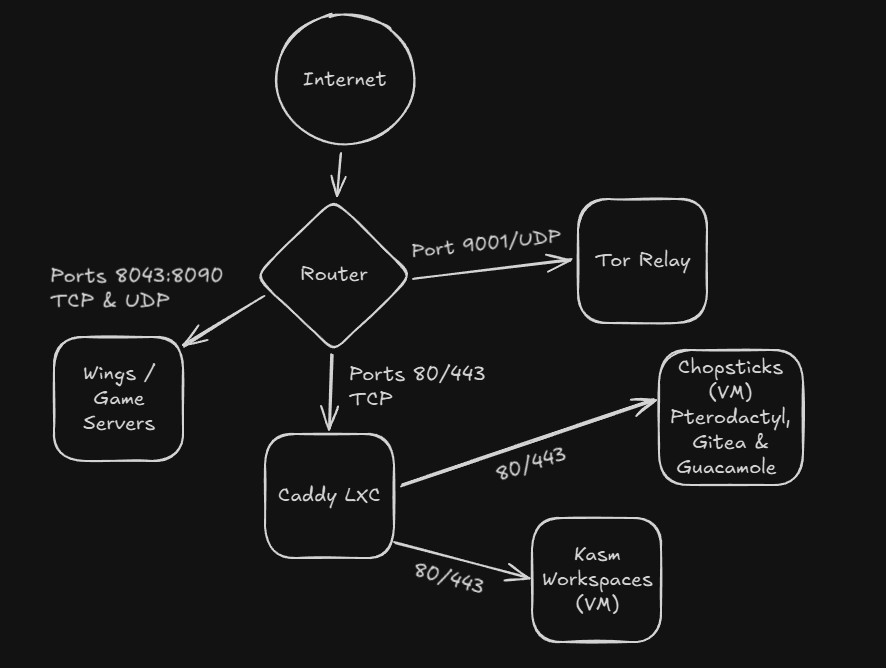 Internet
Router
Port 9001/UDP
Tor Relay
Ports 8043:8090
TCP & UDP
Wings /
Game
Servers
Ports 80/443
TCP
Caddy LXC
80/443
Chopsticks
(VM)
Pterodactyl,
Gitea &
Guacamole
80/443
Kasm
Workspaces
(VM)